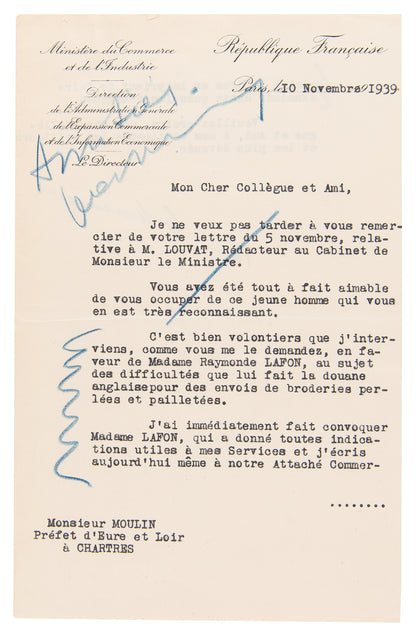 Ministère du Commerce
et de l'Industrie
République Française
Direction
de l'Administration Générale
de l'Expansion Commerciale
et de l'Information Economique
Le Directeur
Paris, le 10 Novembre 1939
Mon Cher Collègue et Ami,
Je ne veux pas tarder à vous remer-
cier de votre lettre du 5 novembre, rela-
tive à M. LOUVAT, Rédacteur au Cabinet de
Monsieur le Ministre.
Vous avez été tout à fait aimable
de vous occuper de ce jeune homme qui vous
en est très reconnaissant.
C'est bien volontiers que j'inter-
viens, comme vous me le demandez, en fa-
veur de Madame Raymonde LAFON, au sujet
des difficultés que lui fait la douane
anglaisepour des envois de broderies per-
lées et pailletées.
J'ai immédiatement fait convoquer
Madame LAFON, qui a donné toutes indica-
tions utiles à mes Services et j'écris
aujourd'hui même à notre Attaché Commer-
........
Monsieur MOULIN
Préfet d'Eure et Loir
à CHARTRES